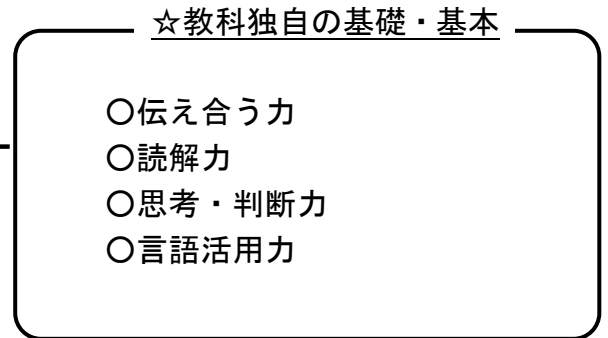 ☆教科独自の基礎・基本
○伝え合う力
○読解力
○思考・判断力
○言語活用力